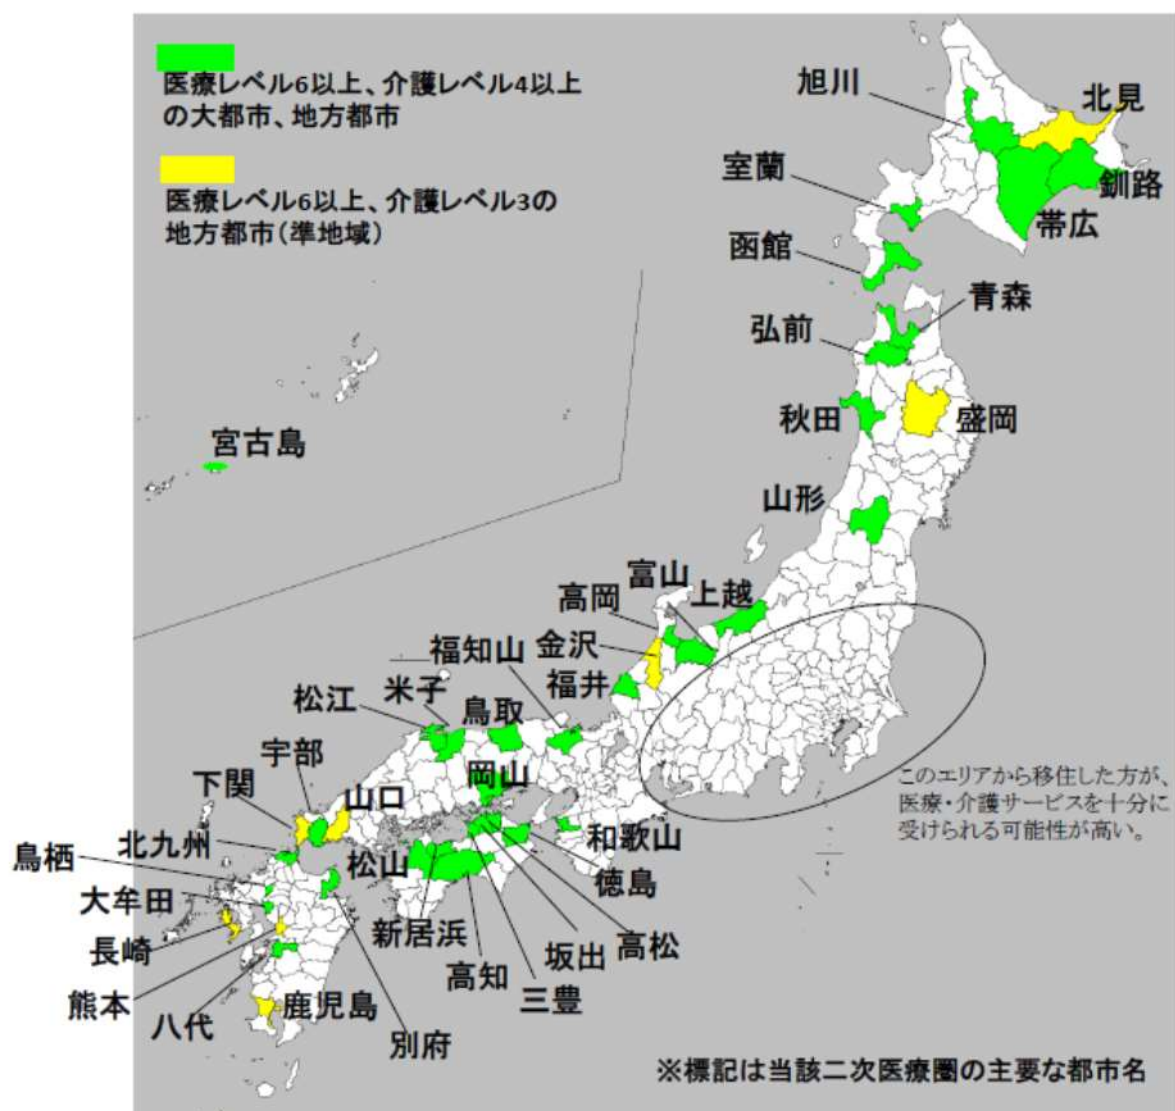 医療レベル6以上、介護レベル4以上
の大都市、地方都市
医療レベル6以上、介護レベル3の
地方都市(準地域)
旭川
北見
室蘭
釧路
帯広
函館
青森
弘前
秋田
盛岡
宮古島
山形
富山
上越
高岡
金沢
福知山
福井
米子
鳥取
松江
宇部
岡山
下関
山口
このエリアから移住した方が、
医療・介護サービスを十分に
受けられる可能性が高い。
北九州
和歌山
鳥栖
松山
徳島
大牟田
新居浜
坂出
高松
長崎
高知
三豊
熊本
鹿児島
八代
別府
※標記は当該二次医療圏の主要な都市名